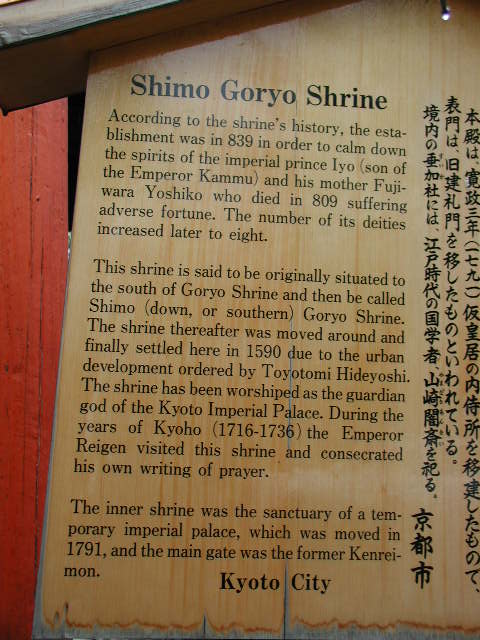 Shimo Goryo Shrine
According to the shrine's history, the esta-
blishment was in 839 in order to calm down
the spirits of the imperial prince Iyo (son of
the Emperor Kammu) and his mother Fuji-
wara Yoshiko who died in 809 suffering
adverse fortune. The number of its deities
increased later to eight.
This shrine is said to be originally situated to
the south of Goryo Shrine and then be called
Shimo (down, or southern) Goryo Shrine.
The shrine thereafter was moved around and
finally settled here in 1590 due to the urban
development ordered by Toyotomi Hideyoshi.
The shrine has been worshiped as the guardian
god of the Kyoto Imperial Palace. During the
years of Kyoho (1716-1736) the Emperor
Reigen visited this shrine and consecrated
his own writing of prayer.
The inner shrine was the sanctuary of a tem-
porary imperial palace, which was moved in
1791, and the main gate was the former Kenrei-
mon.
Kyoto City
本殿は、寛政三年(一七九一)仮皇居の内侍所を移建したもので、
表門は、旧建礼門を移したものといわれている。
境内の垂加社には、江戸時代の国学者、山崎闇斎を祀る。
京都市